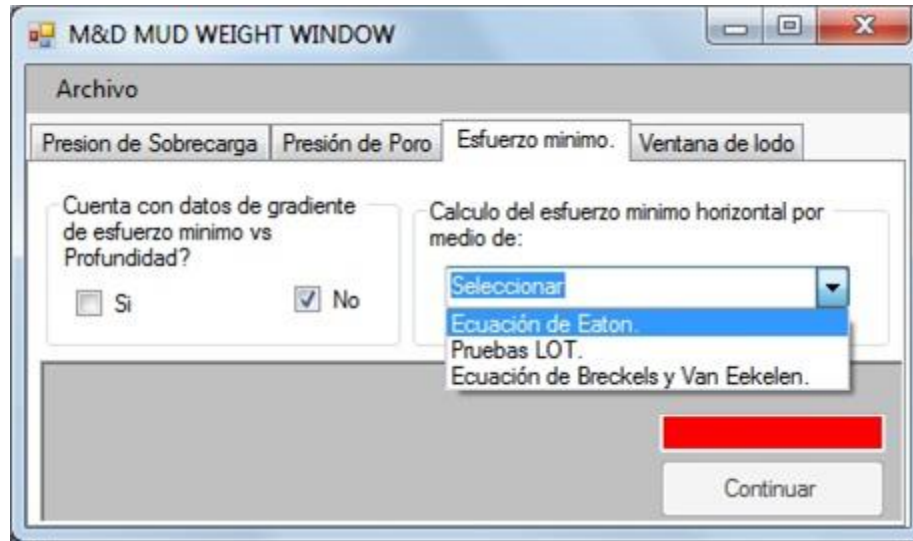 M&D MUD WEIGHT WINDOW
Archivo
Presion de Sobrecarga
Presión de Poro
Esfuerzo minimo.
Ventana de lodo
Cuenta con datos de gradiente
de esfuerzo minimo vs
Profundidad?
Si
No
Calculo del esfuerzo minimo horizontal por
medio de:
Seleccionar
Ecuación de Eaton.
Pruebas LOT.
Ecuación de Breckels y Van Eekelen.
Continuar